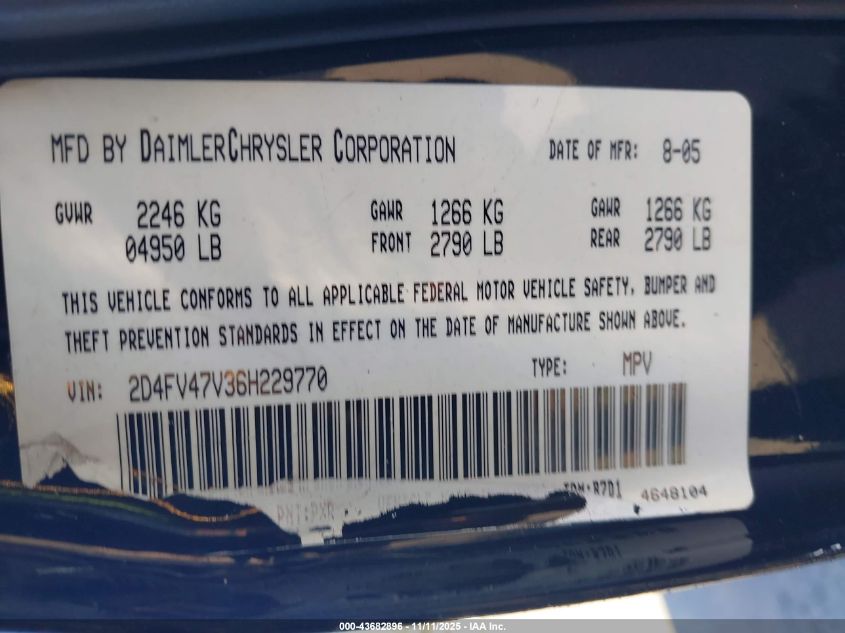 MFD BY DAIMLERCHRYSLER CORPORATION DATE OF MFR: 8-05
GVWR 2246 KG GAWR 1266 KG GAWR 1266 KG
04950 LB FRONT 2790 LB REAR 2790 LB
THIS VEHICLE CONFORMS TO ALL APPLICABLE FEDERAL MOTOR VEHICLE SAFETY, BUMPER AND
THEFT PREVENTION STANDARDS IN EFFECT ON THE DATE OF MANUFACTURE SHOWN ABOVE.
VIN: 2D4FV47V36H229770 TYPE: MPV
PNT:PXR 4648104
000-43682896 - 11/11/2025 - IAA Inc.